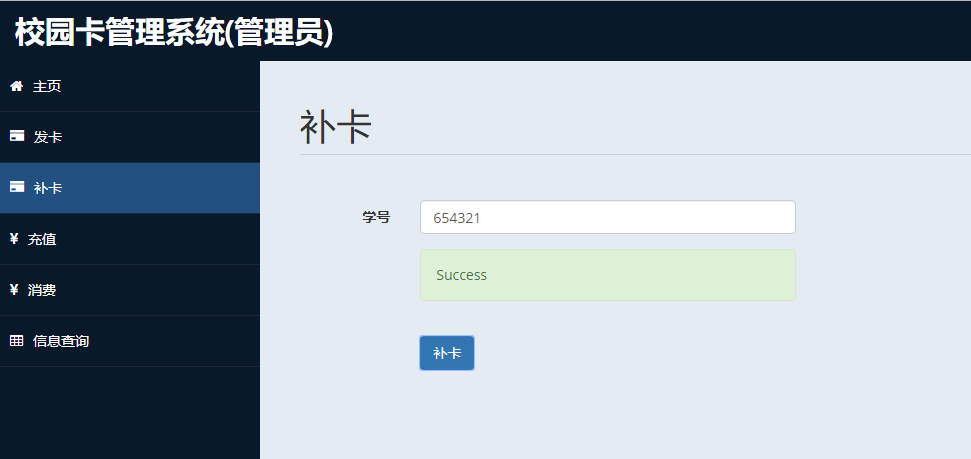 校园卡管理系统(管理员)
主页
发卡
补卡
¥ 充值
¥ 消费
信息查询
补卡
学号
654321
Success
补卡